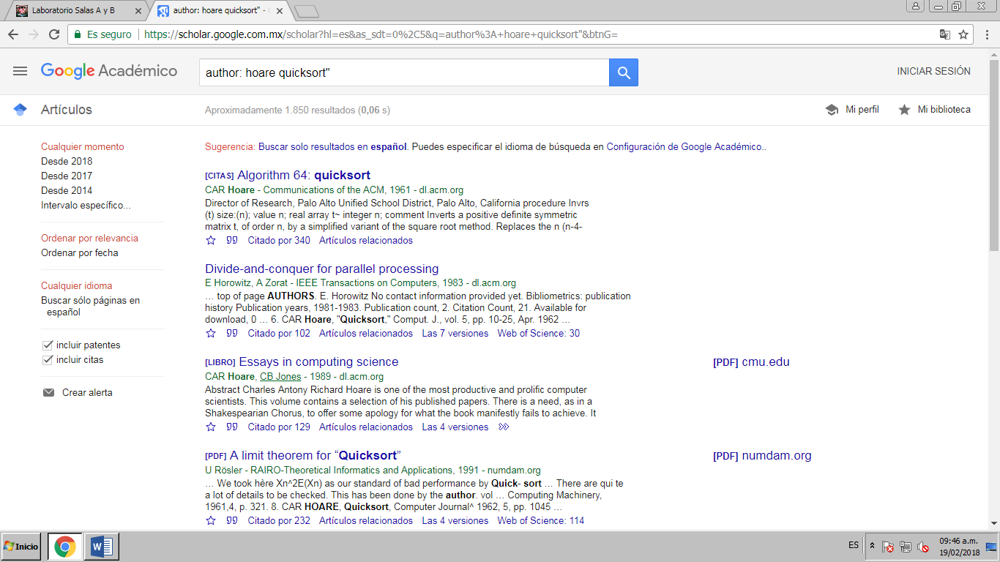 Laboratorio Salas A y B
author: hoare quicksort" -
Es seguro
https://scholar.google.com.mx/scholar?hl=es&as_sdt=0%2C5&q=author%3A+hoare+quicksort"&btnG=
Google Académico
author: hoare quicksort"
INICIAR SESIÓN
Artículos
Aproximadamente 1.850 resultados (0,06 s)
Mi perfil
Mi biblioteca
Cualquier momento
Desde 2018
Desde 2017
Desde 2014
Intervalo específico...
Ordenar por relevancia
Ordenar por fecha
Cualquier idioma
Buscar sólo páginas en
español
incluir patentes
incluir citas
Crear alerta
Sugerencia: Buscar solo resultados en español. Puedes especificar el idioma de búsqueda en Configuración de Google Académico..
[CITAS] Algorithm 64: quicksort
CAR Hoare - Communications of the ACM, 1961 - dl.acm.org
Director of Research, Palo Alto Unified School District, Palo Alto, California procedure Invrs
(t) size:(n); value n; real array t~ integer n; comment Inverts a positive definite symmetric
matrix t, of order n, by a simplified variant of the square root method. Replaces the n (n-4-
Citado por 340 Artículos relacionados
Divide-and-conquer for parallel processing
E Horowitz, A Zorat - IEEE Transactions on Computers, 1983 - dl.acm.org
... top of page AUTHORS. E. Horowitz No contact information provided yet. Bibliometrics: publication
history Publication years, 1981-1983. Publication count, 2. Citation Count, 21. Available for
download, 0 ... 6. CAR Hoare, "Quicksort," Comput. J., vol. 5, pp. 10-25, Apr. 1962 ...
Citado por 102 Artículos relacionados Las 7 versiones Web of Science: 30
[LIBRO] Essays in computing science
[PDF] cmu.edu
CAR Hoare, CB Jones - 1989 - dl.acm.org
Abstract Charles Antony Richard Hoare is one of the most productive and prolific computer
scientists. This volume contains a selection of his published papers. There is a need, as in a
Shakespearian Chorus, to offer some apology for what the book manifestly fails to achieve. It
Citado por 129 Artículos relacionados Las 4 versiones
[PDF] A limit theorem for “Quicksort”
[PDF] numdam.org
U Rösler - RAIRO-Theoretical Informatics and Applications, 1991 - numdam.org
... We took hère Xn^2E(Xn) as our standard of bad performance by Quick- sort ... There are qui te
a lot of details to be checked. This has been done by the author. vol ... Computing Machinery,
1961,4, p. 321. 8. CAR HOARE, Quicksort, Computer Journal^ 1962, 5, pp. 1045 ...
Citado por 232 Artículos relacionados Las 4 versiones Web of Science: 114
Inicio
ES
09:46 a.m.
19/02/2018